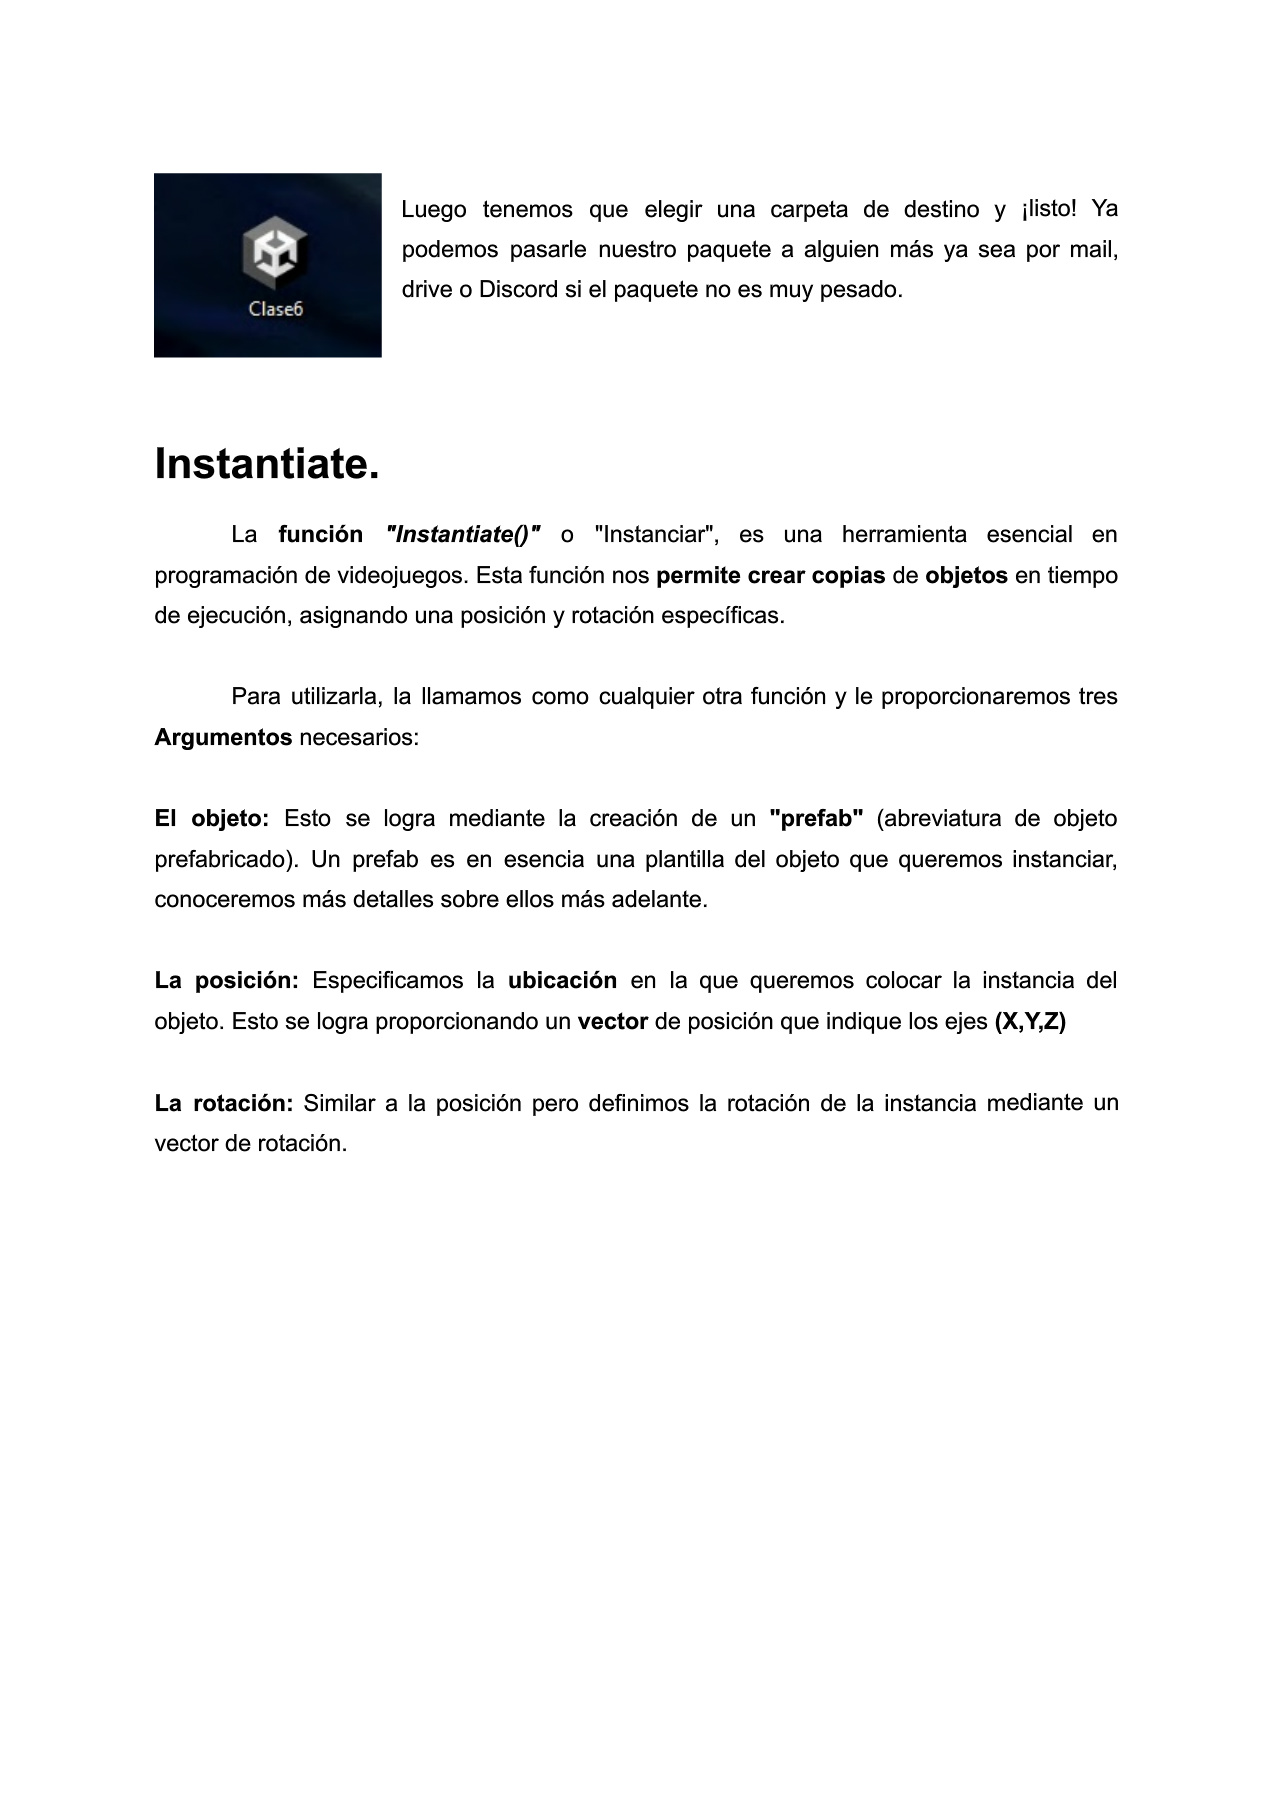 Clase6
Luego tenemos que elegir una carpeta de destino y ¡listo! Ya
podemos pasarle nuestro paquete a alguien más ya sea por mail,
drive o Discord si el paquete no es muy pesado.
Instantiate.
La función "Instantiate()" o "Instanciar", es una herramienta esencial en
programación de videojuegos. Esta función nos permite crear copias de objetos en tiempo
de ejecución, asignando una posición y rotación específicas.
Para utilizarla, la llamamos como cualquier otra función y le proporcionaremos tres
Argumentos necesarios:
El objeto: Esto se logra mediante la creación de un "prefab" (abreviatura de objeto
prefabricado). Un prefab es en esencia una plantilla del objeto que queremos instanciar,
conoceremos más detalles sobre ellos más adelante.
La posición: Especificamos la ubicación en la que queremos colocar la instancia del
objeto. Esto se logra proporcionando un vector de posición que indique los ejes (X,Y,Z)
La rotación: Similar a la posición pero definimos la rotación de la instancia mediante un
vector de rotación.